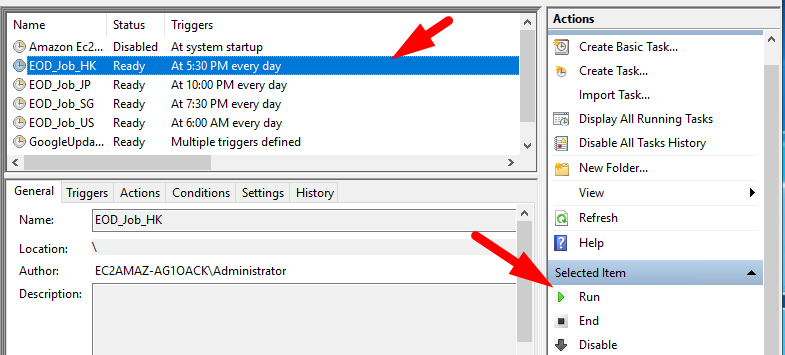 Name Status Triggers
Amazon Ec2... Disabled At system startup
EOD_Job_HK Ready At 5:30 PM every day
EOD_Job_JP Ready At 10:00 PM every day
EOD_Job_SG Ready At 7:30 PM every day
EOD_Job_US Ready At 6:00 AM every day
GoogleUpda... Ready Multiple triggers defined
General Triggers Actions Conditions Settings History
Name: EOD_Job_HK
Location: \
Author: EC2AMAZ-AG1OACK\Administrator
Description:
Actions
Create Basic Task...
Create Task...
Import Task...
Display All Running Tasks
Disable All Tasks History
New Folder...
View
Refresh
Help
Selected Item
Run
End
Disable